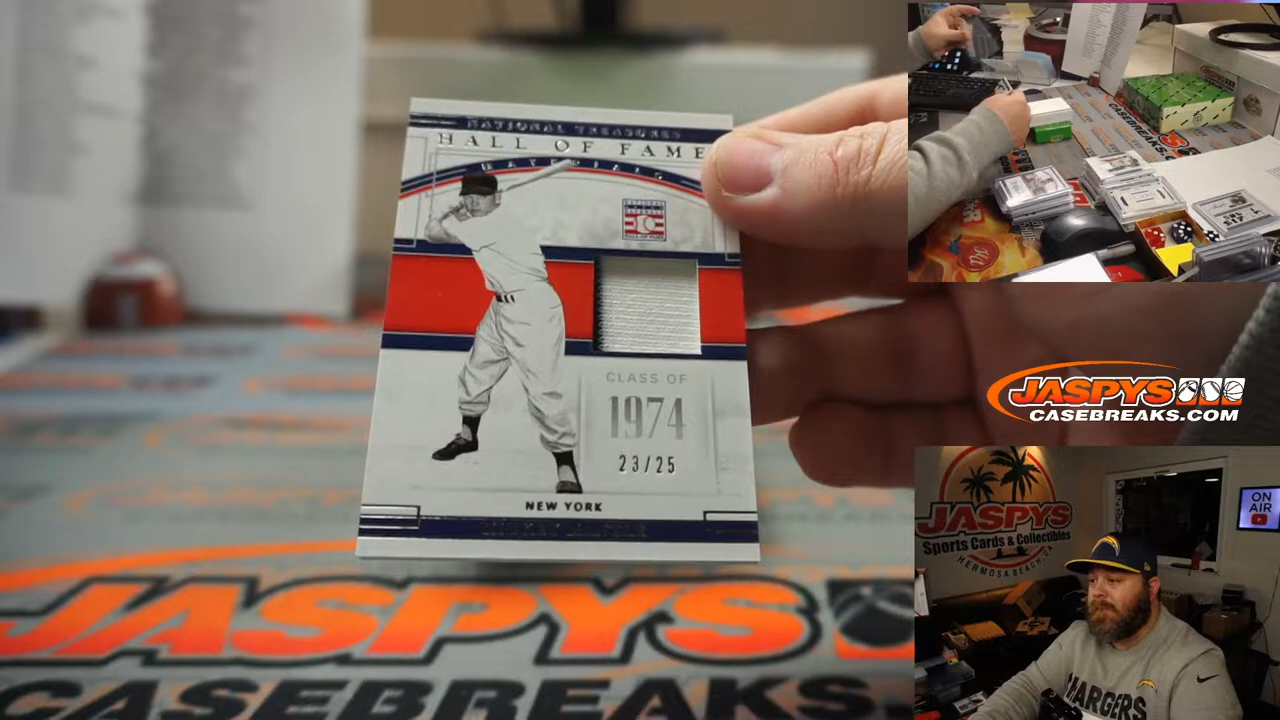 NATIONAL TREASURES
HALL OF FAME
MATERIALS
CLASS OF
1974
23/25
NEW YORK
JASPYS
CASEBREAKS.
JASPYS
CASEBREAKS.COM
JASPYS
Sports Cards & Collectibles
HERMOSA BEACH, CA
ON
AIR
CHARGERS